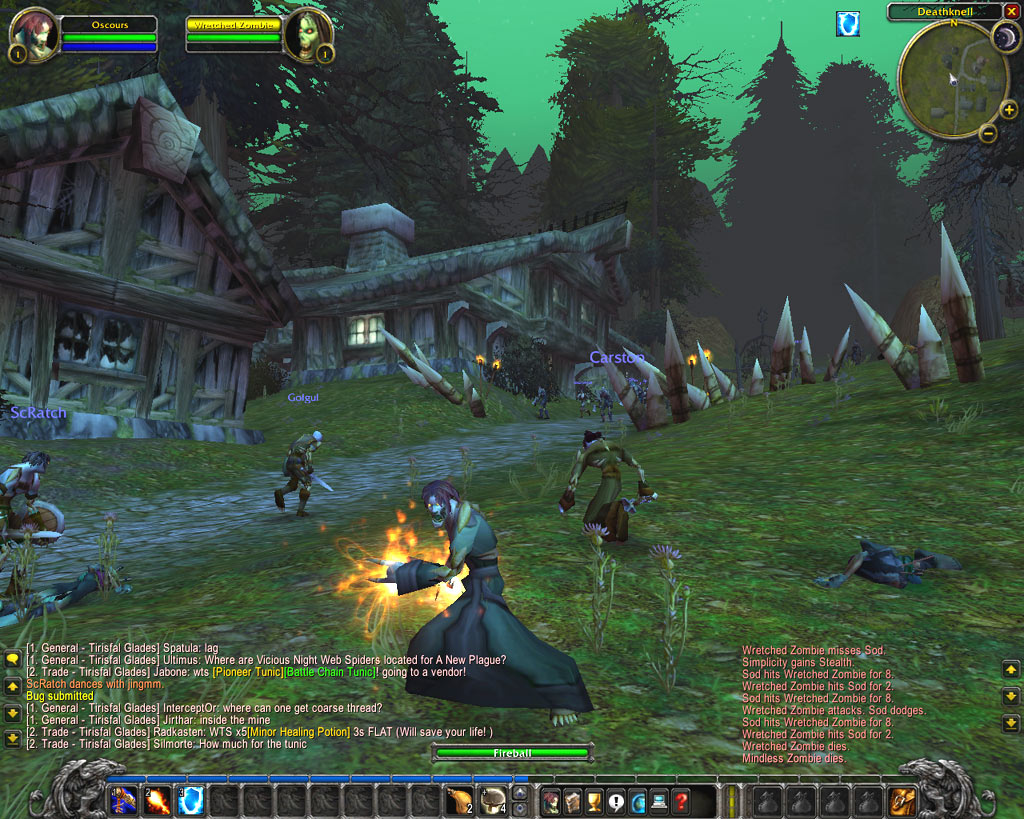 Oscours
Wretched Zombie
Deathknell
N
1
1
Carston
Golgul
ScRatch
[1. General - Tirisfal Glades] Spatula: lag
[1. General - Tirisfal Glades] Ultimus: Where are Vicious Night Web Spiders located for A New Plague?
[2. Trade - Tirisfal Glades] Jabone: wts [Pioneer Tunic][Battle Chain Tunic]! going to a vendor!
ScRatch dances with jingmm.
Bug submitted
[1. General - Tirisfal Glades] InterceptOr: where can one get coarse thread?
[1. General - Tirisfal Glades] Jirthar: inside the mine
[2. Trade - Tirisfal Glades] Radkasten: WTS x5[Minor Healing Potion] 3s FLAT (Will save your life! )
[2. Trade - Tirisfal Glades] Silmorte: How much for the tunic
Wretched Zombie misses Sod.
Simplicity gains Stealth.
Sod hits Wretched Zombie for 8.
Wretched Zombie hits Sod for 2.
Sod hits Wretched Zombie for 8.
Wretched Zombie attacks. Sod dodges.
Sod hits Wretched Zombie for 8.
Wretched Zombie hits Sod for 2.
Wretched Zombie dies.
Mindless Zombie dies.
Fireball
2
2
4